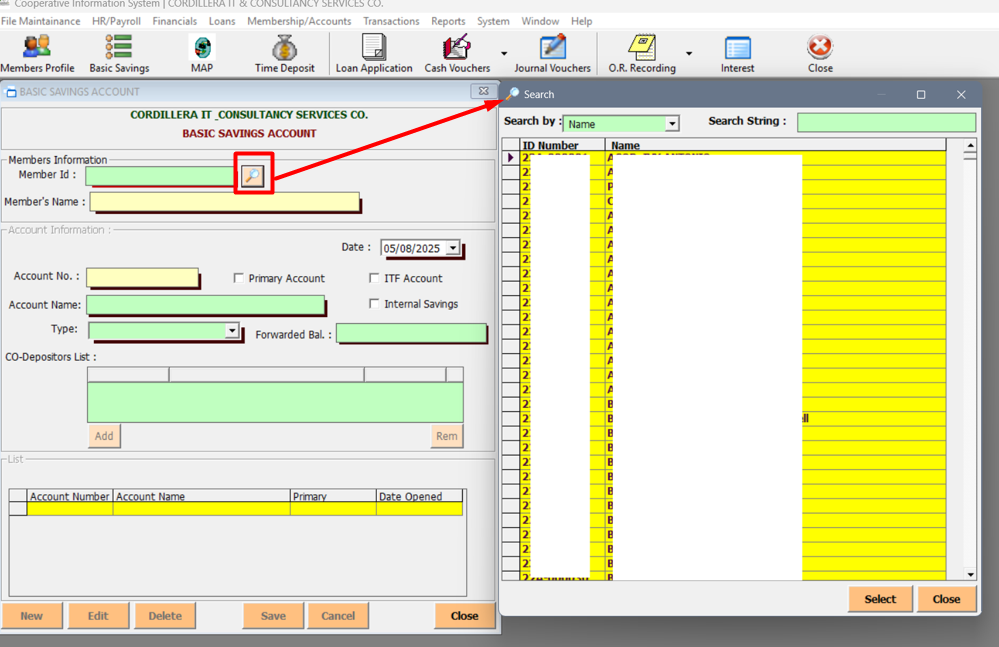 Cooperative Information System | CORDILLERA IT & CONSULTANCY SERVICES CO.
File Maintainance HR/Payroll Financials Loans Membership/Accounts Transactions Reports System Window Help
Members Profile Basic Savings MAP Time Deposit Loan Application Cash Vouchers Journal Vouchers O.R. Recording Interest Close
BASIC SAVINGS ACCOUNT
CORDILLERA IT _CONSULTANCY SERVICES CO.
BASIC SAVINGS ACCOUNT
Members Information
Member Id :
Member's Name :
Account Information :
Date : 05/08/2025
Account No. : Primary Account ITF Account
Account Name: Internal Savings
Type: Forwarded Bal. :
CO-Depositors List :
Add Rem
List
Account Number Account Name Primary Date Opened
New Edit Delete Save Cancel Close
Search
Search by : Name Search String :
ID Number Name
Select Close